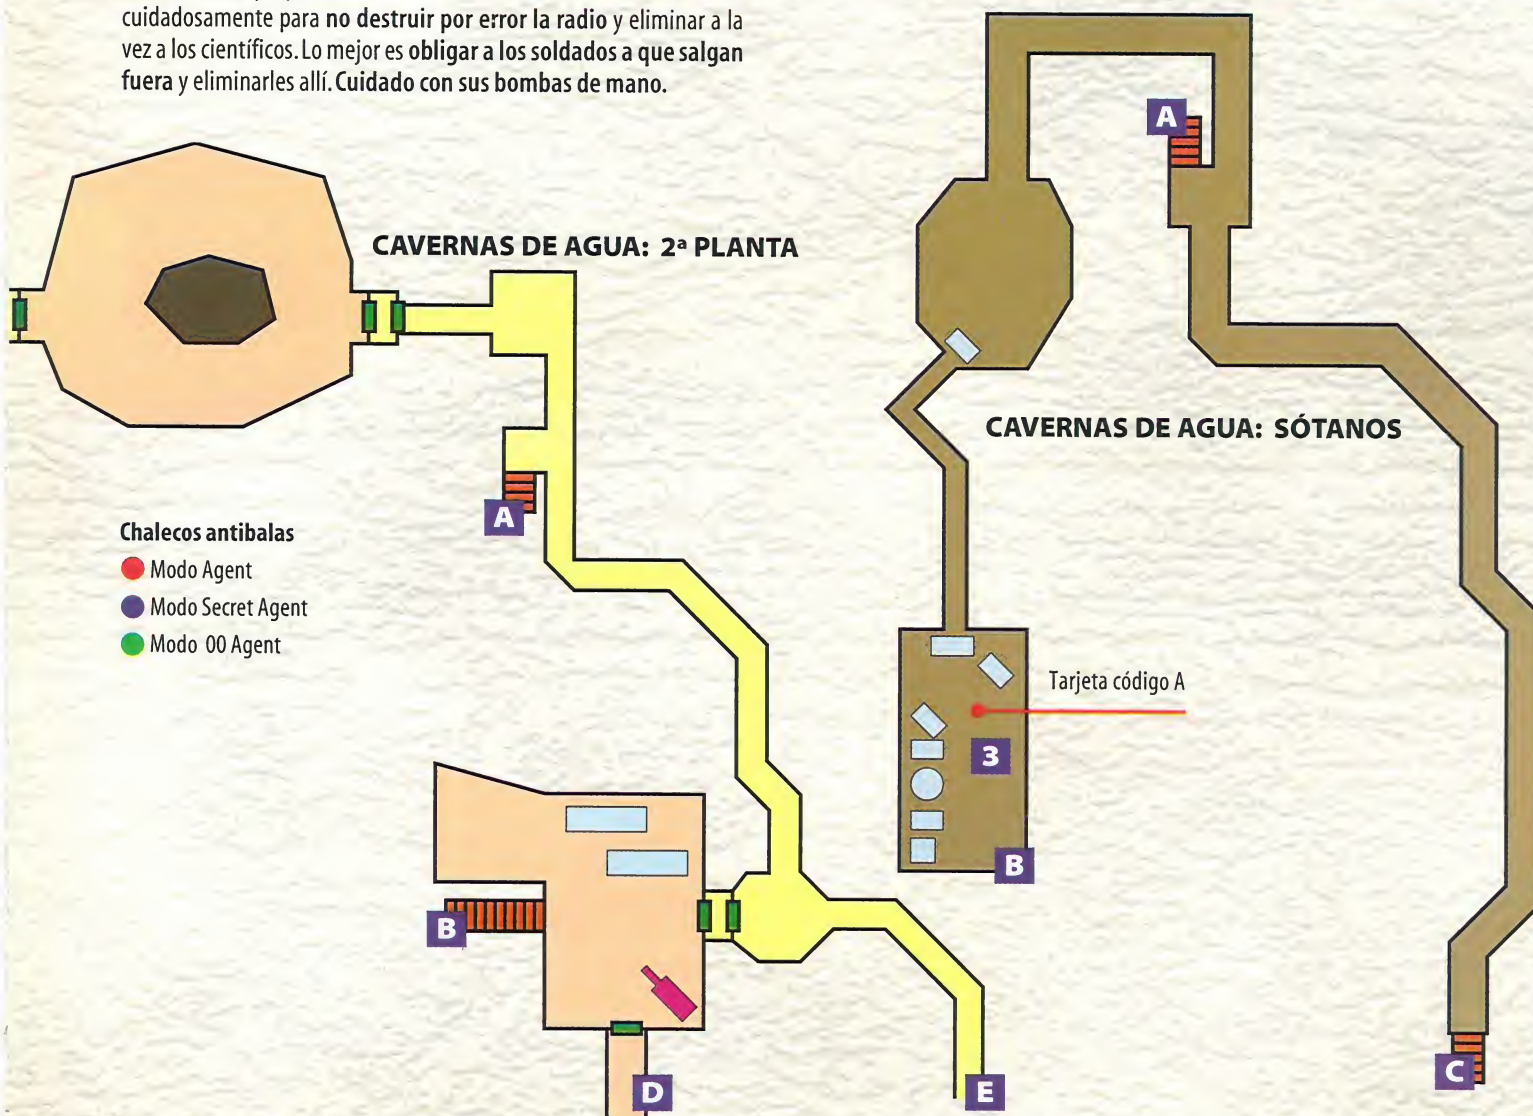 cuidadosamente para no destruir por error la radio y eliminar a la
vez a los científicos. Lo mejor es obligar a los soldados a que salgan
fuera y eliminarles allí. Cuidado con sus bombas de mano.
A
CAVERNAS DE AGUA: 2ª PLANTA
CAVERNAS DE AGUA: SÓTANOS
A
Chalecos antibalas
Modo Agent
Modo Secret Agent
Modo 00 Agent
Tarjeta código A
3
B
B
C
D
E